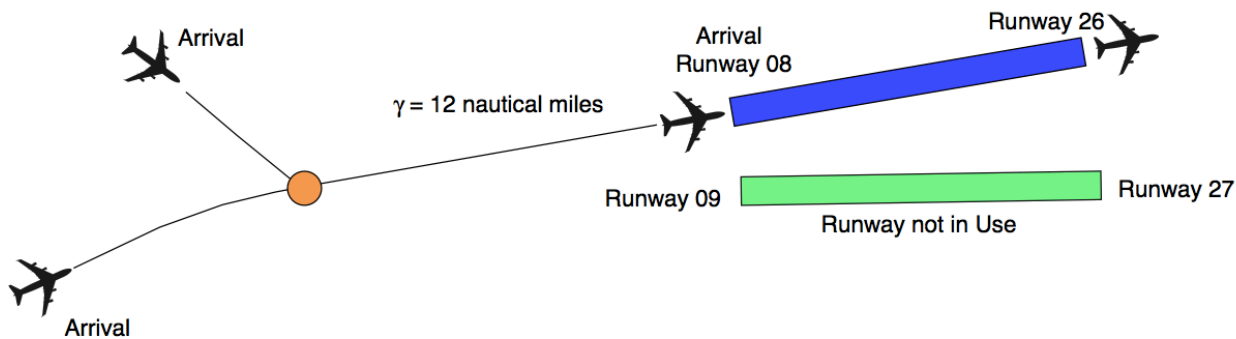 Arrival
Runway 26
Arrival
Runway 08
γ = 12 nautical miles
Runway 09
Runway 27
Runway not in Use
Arrival